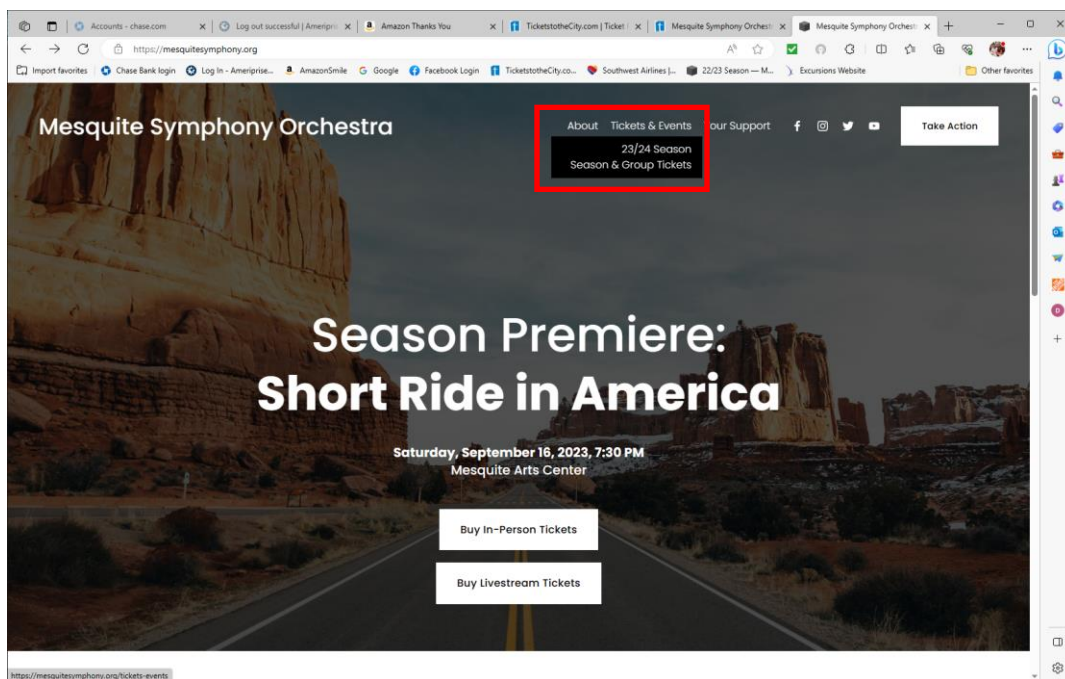 Accounts - chase.com
Log out successful | Ameripri
Amazon Thanks You
TicketstotheCity.com | Ticket
Mesquite Symphony Orchest
Mesquite Symphony Orchest
https://mesquitesymphony.org
Import favorites
Chase Bank login
Log In - Ameriprise...
AmazonSmile
Google
Facebook Login
TicketstotheCity.co...
Southwest Airlines |...
22/23 Season — M...
Excursions Website
Other favorites
Mesquite Symphony Orchestra
About
Tickets & Events
Your Support
Take Action
23/24 Season
Season & Group Tickets
Season Premiere:
Short Ride in America
Saturday, September 16, 2023, 7:30 PM
Mesquite Arts Center
Buy In-Person Tickets
Buy Livestream Tickets
https://mesquitesymphony.org/tickets-events